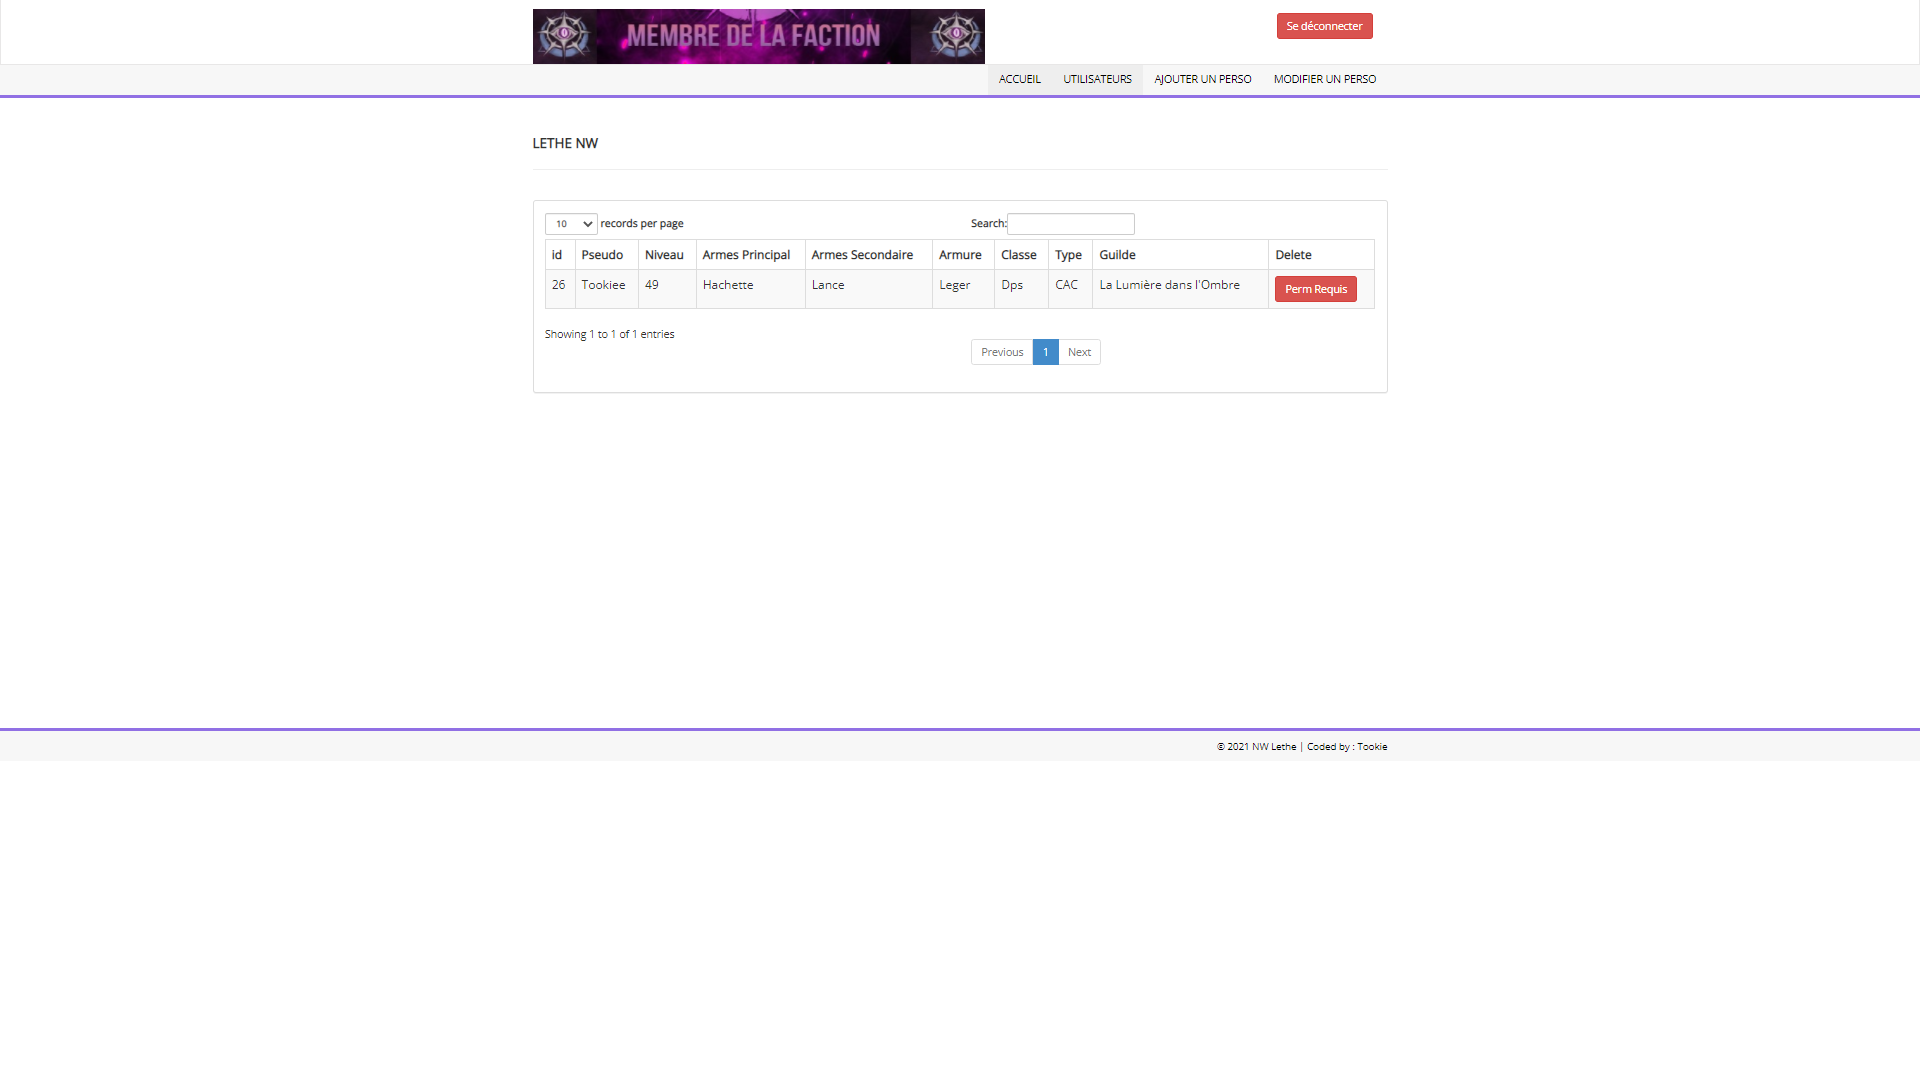 MEMBRE DE LA FACTION
Se déconnecter
ACCUEIL UTILISATEURS AJOUTER UN PERSO MODIFIER UN PERSO
LETHE NW
10 records per page Search:
id Pseudo Niveau Armes Principal Armes Secondaire Armure Classe Type Guilde Delete
26 Tookiee 49 Hachette Lance Leger Dps CAC La Lumière dans l'Ombre Perm Requis
Showing 1 to 1 of 1 entries
Previous 1 Next
© 2021 NW Lethe | Coded by : Tookie